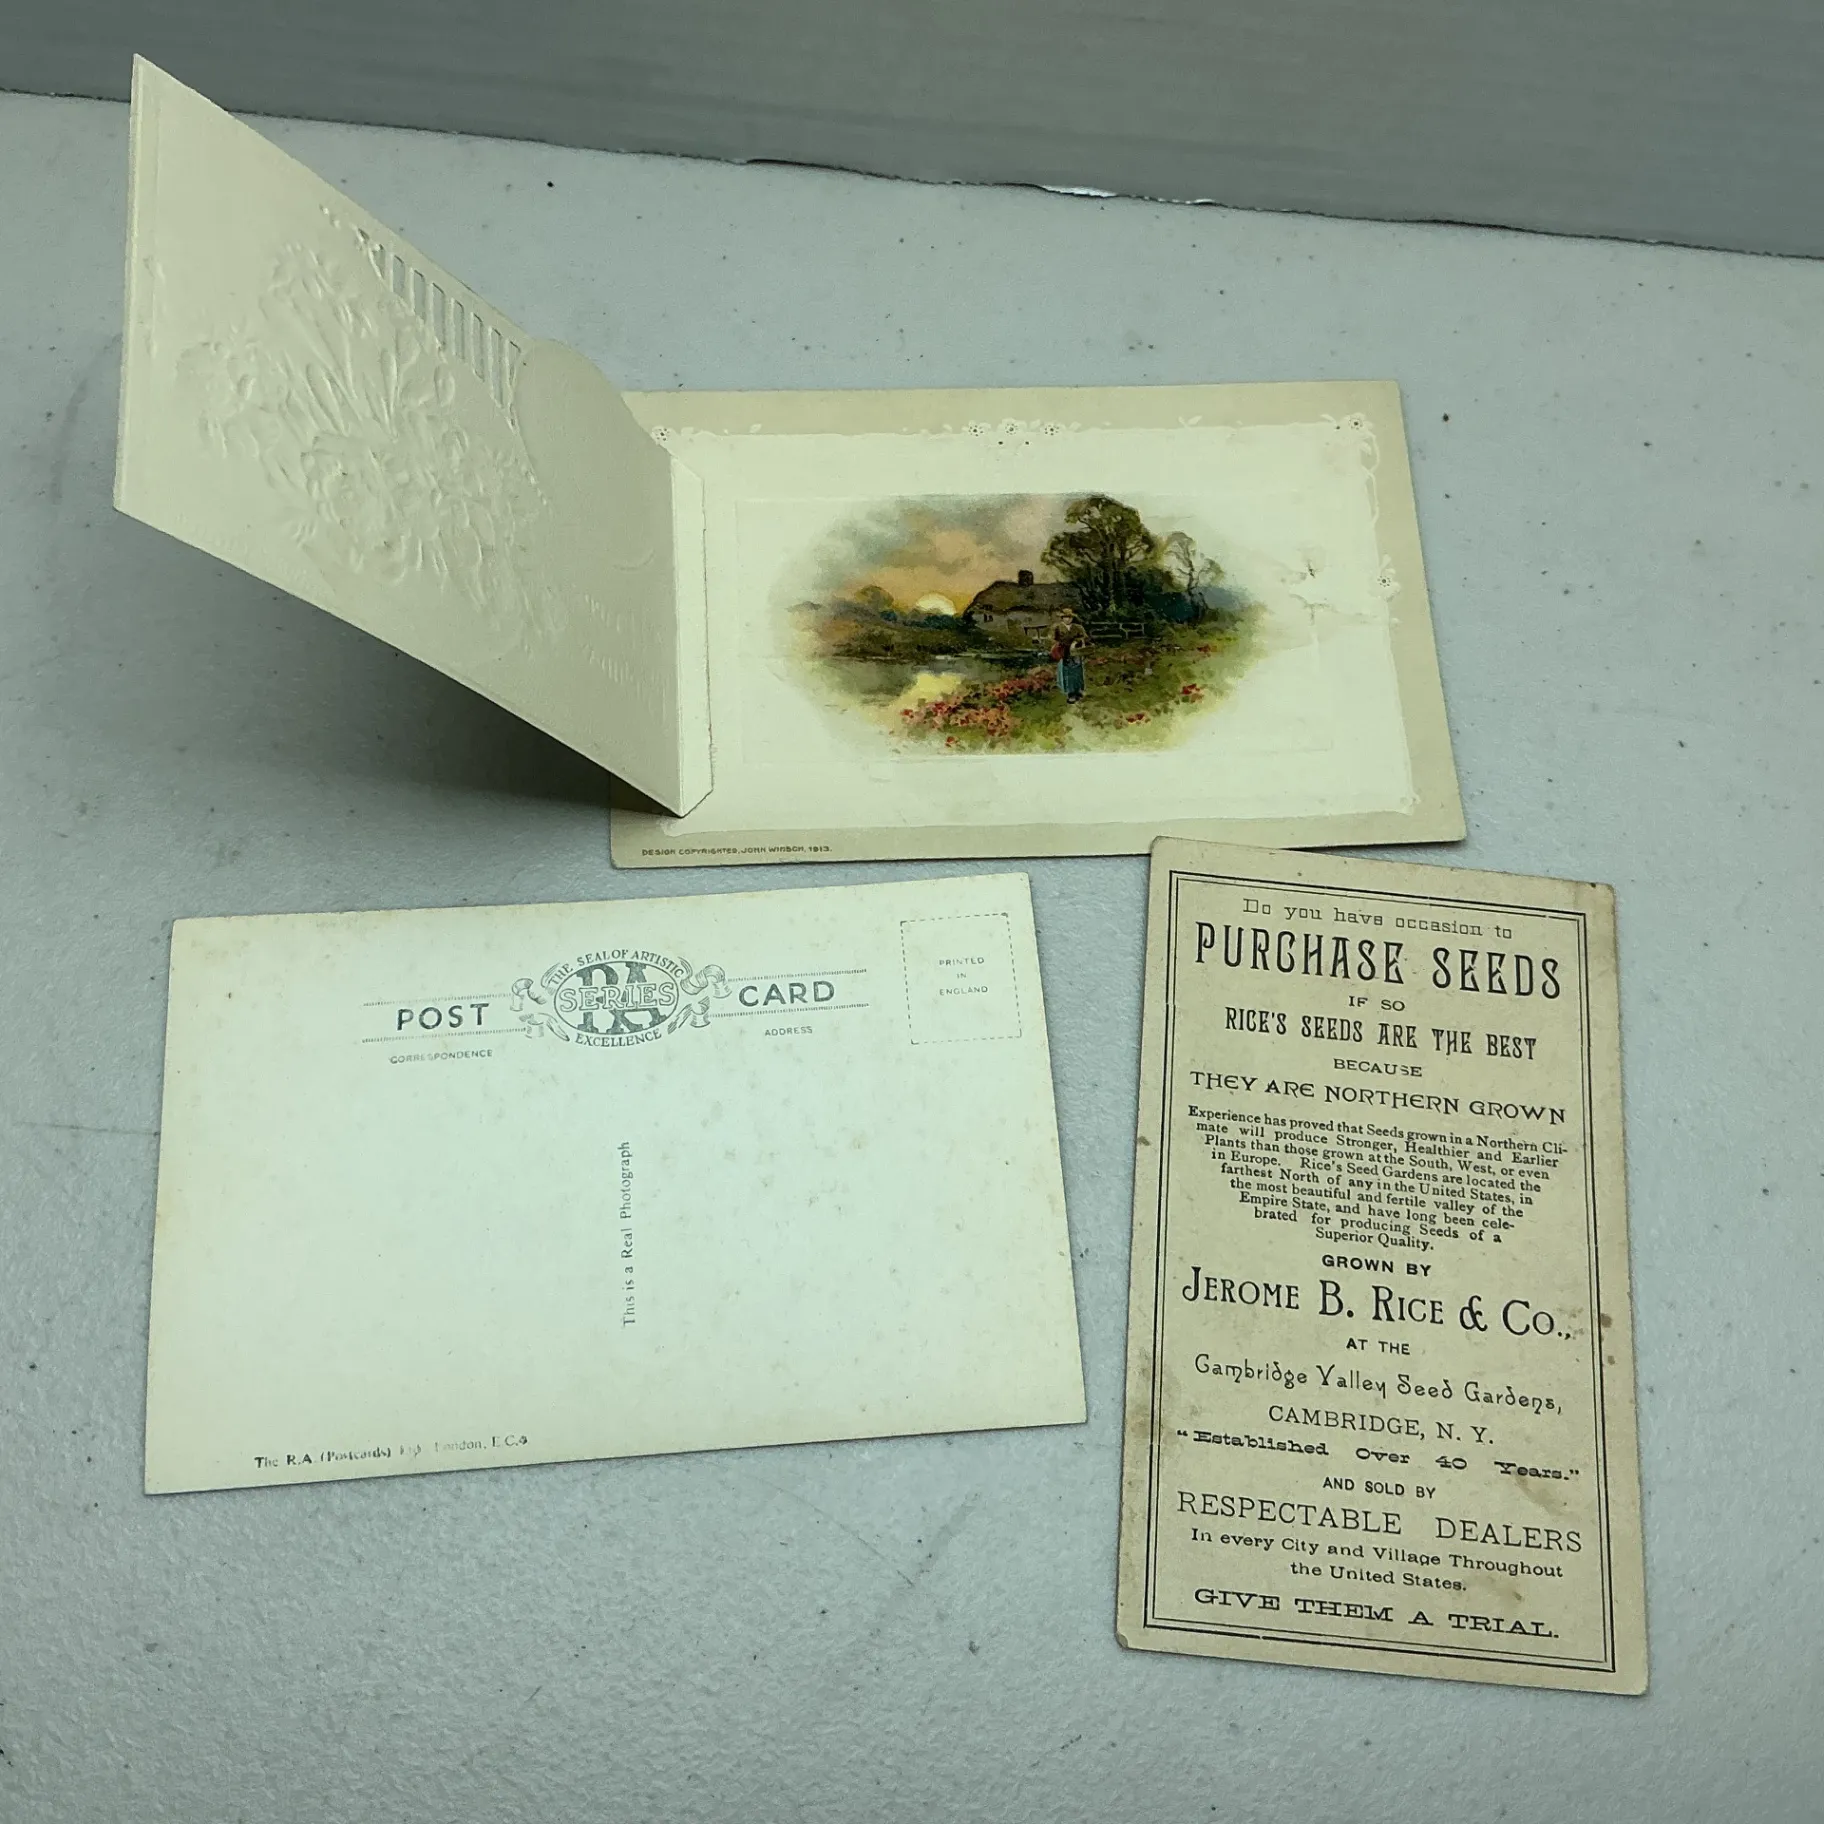 DESIGN COPYRIGHTED, JOHN WINSCH, 1913.
POST CARD
THE SEAL OF ARTISTIC
RA
SERIES
EXCELLENCE
CORRESPONDENCE
ADDRESS
PRINTED
IN
ENGLAND
This is a Real Photograph
The R.A. (Postcards) Ltd. London, E.C.4
Do you have occasion to
PURCHASE SEEDS
IF SO
RICE'S SEEDS ARE THE BEST
BECAUSE
THEY ARE NORTHERN GROWN
Experience has proved that Seeds grown in a Northern Cli-
mate will produce Stronger, Healthier and Earlier
Plants than those grown at the South, West, or even
in Europe. Rice's Seed Gardens are located the
farthest North of any in the United States, in
the most beautiful and fertile valley of the
Empire State, and have long been cele-
brated for producing Seeds of a
Superior Quality.
GROWN BY
JEROME B. RICE & CO.,
AT THE
Cambridge Valley Seed Gardens,
CAMBRIDGE, N. Y.
"Established Over 40 Years."
AND SOLD BY
RESPECTABLE DEALERS
In every City and Village Throughout
the United States.
GIVE THEM A TRIAL.